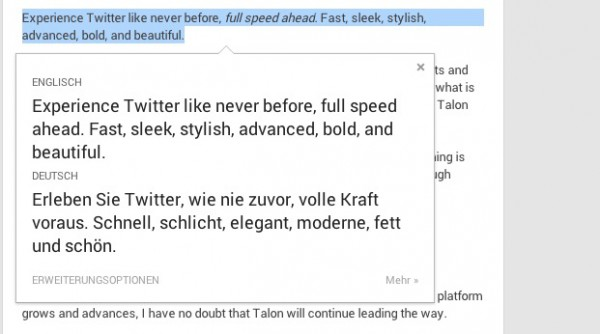 Experience Twitter like never before, full speed ahead. Fast, sleek, stylish,
advanced, bold, and beautiful.
×
ts and
ENGLISCH
what is
Experience Twitter like never before, full speed
Talon
ahead. Fast, sleek, stylish, advanced, bold, and
beautiful.
ning is
DEUTSCH
ugh
Erleben Sie Twitter, wie nie zuvor, volle Kraft
voraus. Schnell, schlicht, elegant, moderne, fett
und schön.
ERWEITERUNGSOPTIONEN Mehr »
platform
grows and advances, I have no doubt that Talon will continue leading the way.